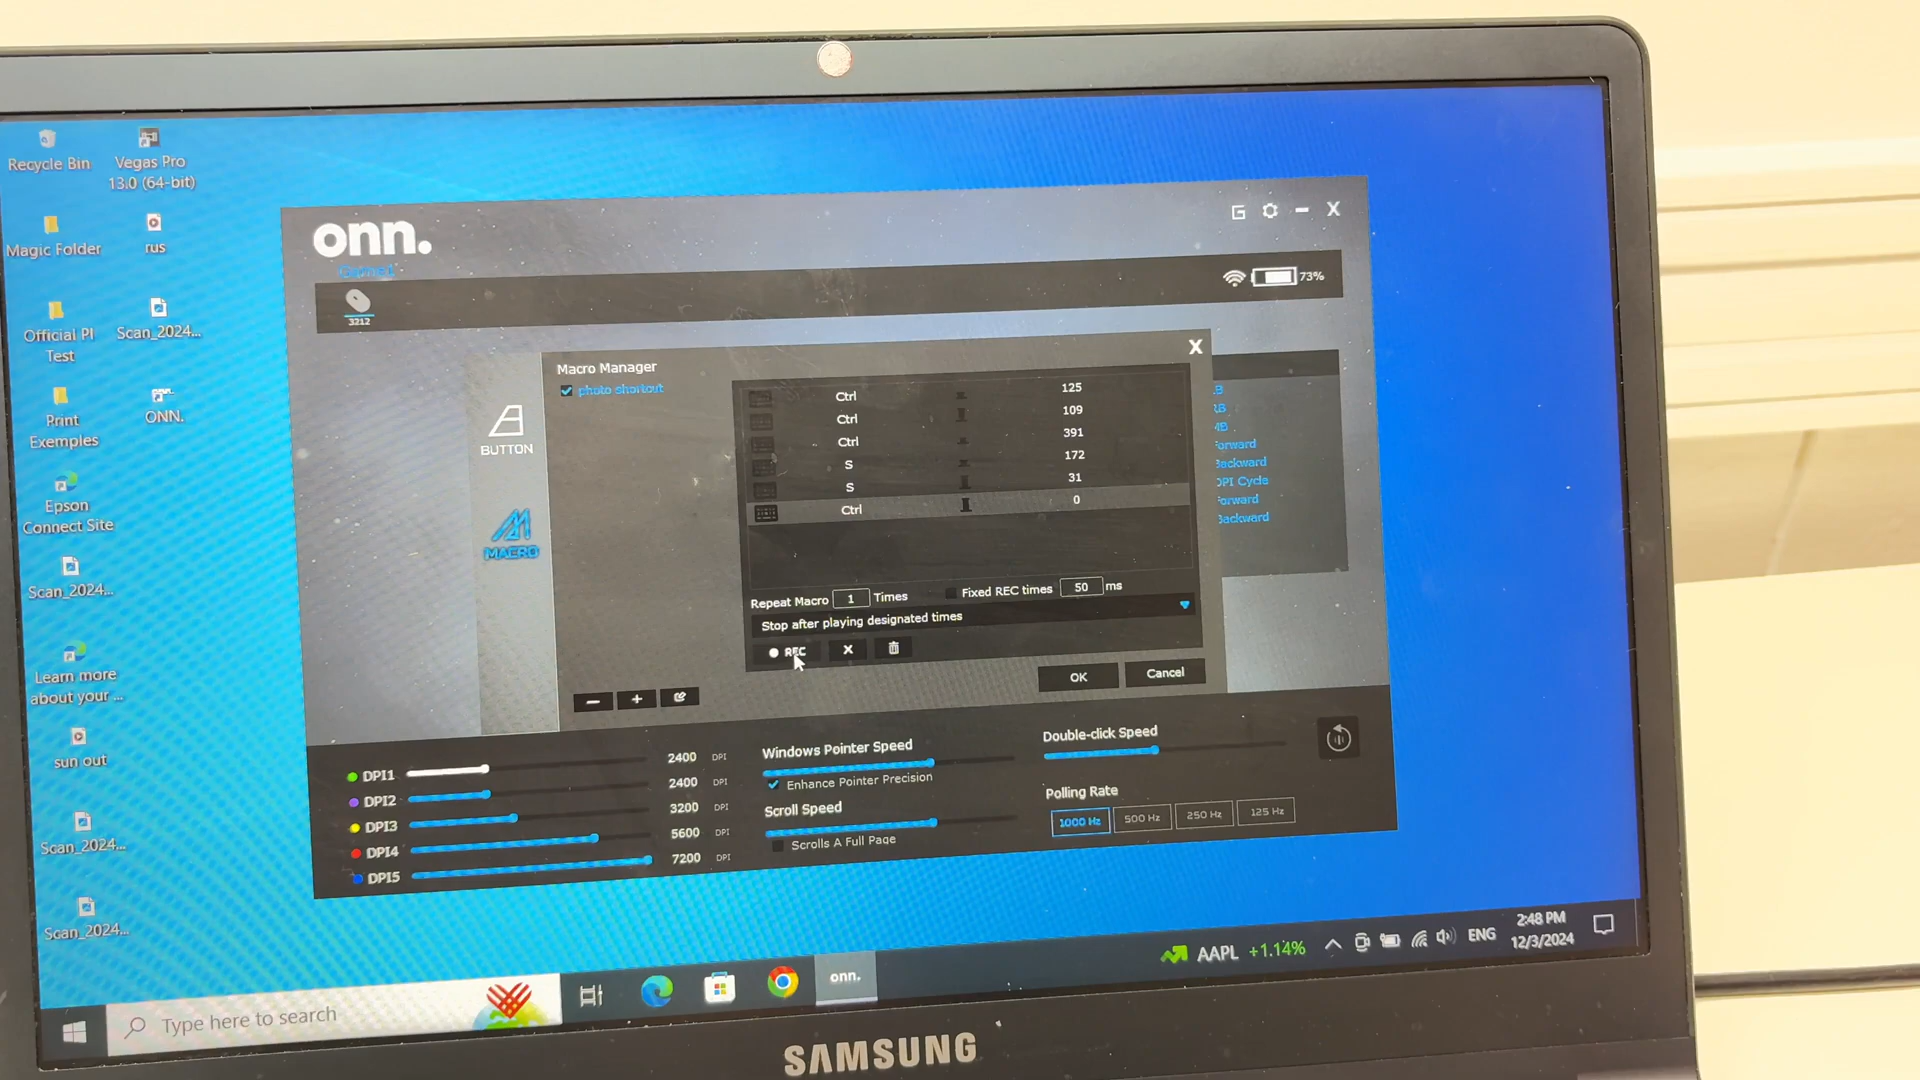 Recycle Bin
Vegas Pro
13.0 (64-bit)
Magic Folder
rus
Official PI
Test
Scan_2024...
Print
Exemples
ONN.
Epson
Connect Site
Scan_2024...
Learn more
about your ...
sun out
Scan_2024...
Scan_2024...
onn.
G
X
3212
73%
Macro Manager
X
photo shortcut
BUTTON
MACRO
Ctrl 125
Ctrl 109
Ctrl 391
S 172
S 31
Ctrl 0
Forward
Backward
DPI Cycle
Forward
Backward
Repeat Macro 1 Times
Fixed REC times 50 ms
Stop after playing designated times
REC
OK
Cancel
DPI1 2400 DPI
DPI2 2400 DPI
DPI3 3200 DPI
DPI4 5600 DPI
DPI5 7200 DPI
Windows Pointer Speed
Enhance Pointer Precision
Scroll Speed
Scrolls A Full Page
Double-click Speed
Polling Rate
1000 Hz 500 Hz 250 Hz 125 Hz
Type here to search
onn.
AAPL +1.14%
ENG
2:48 PM
12/3/2024
SAMSUNG